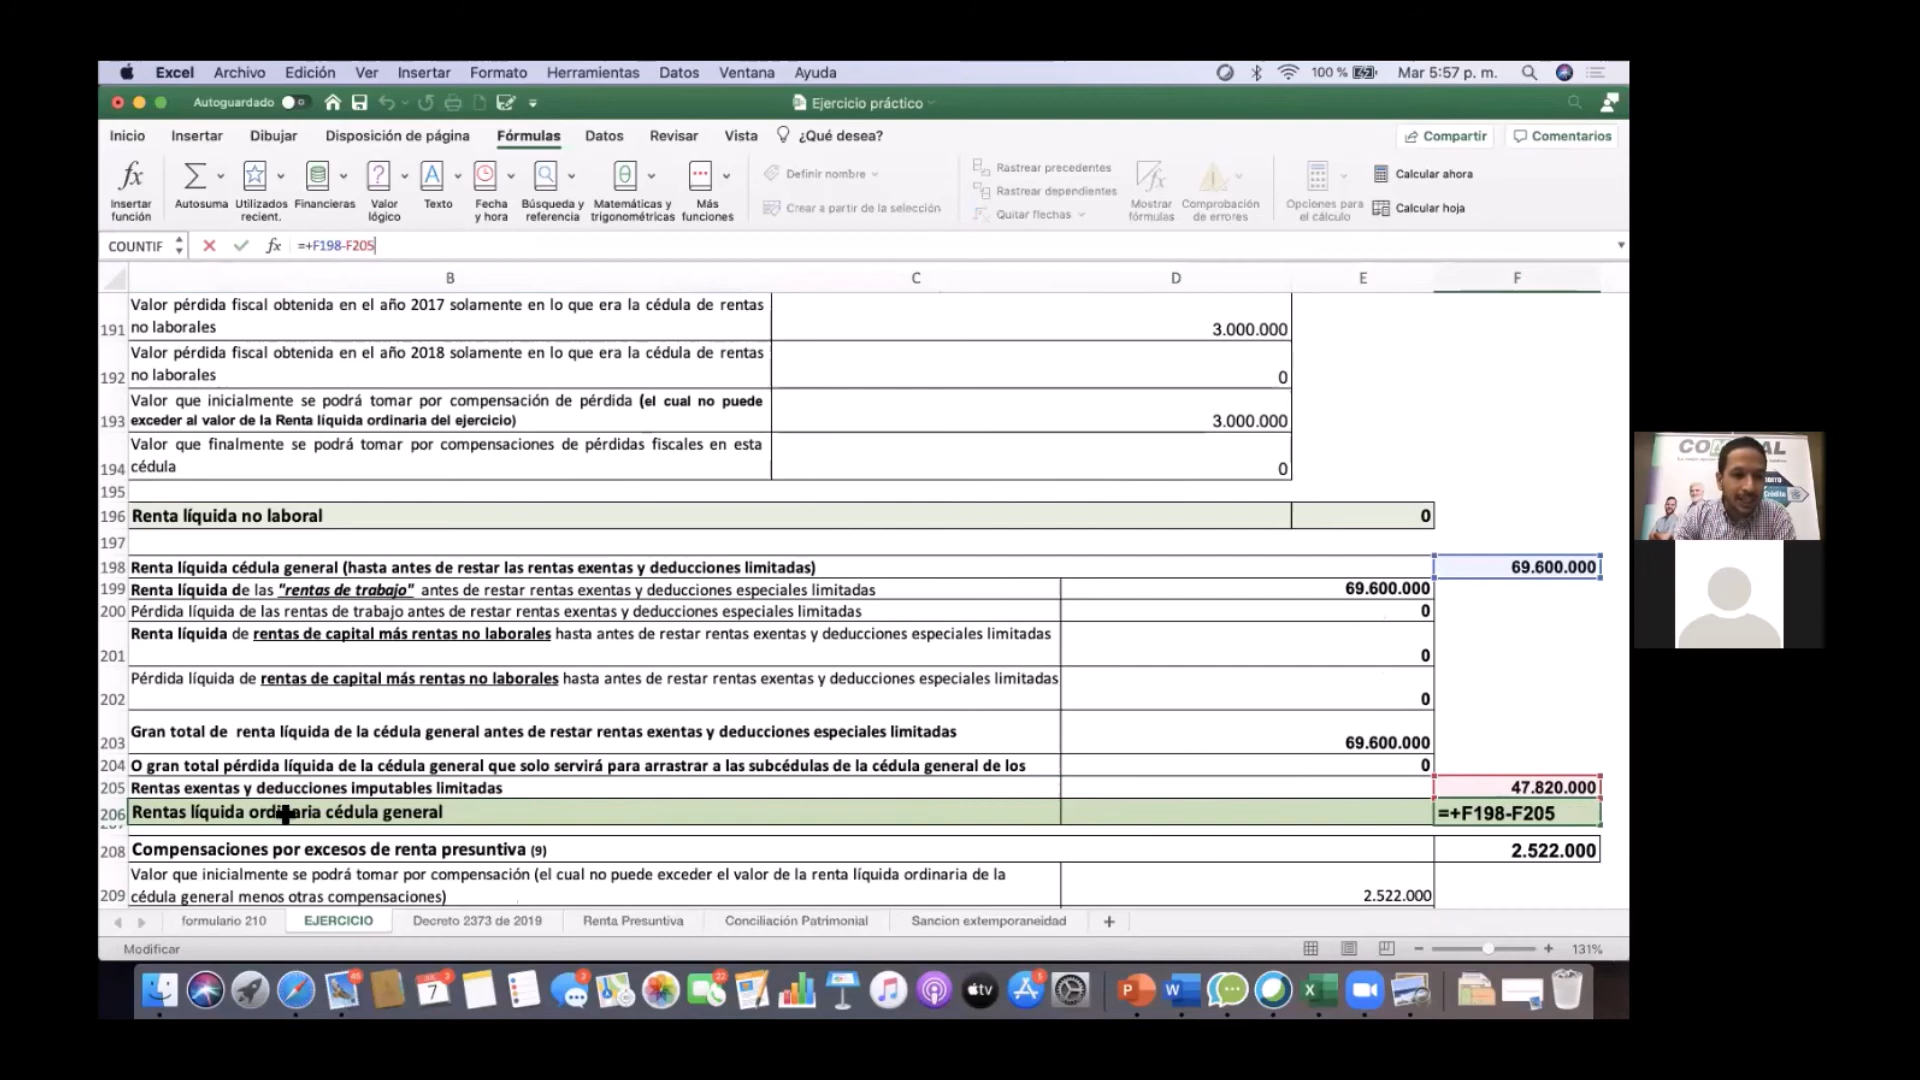 Excel Archivo Edición Ver Insertar Formato Herramientas Datos Ventana Ayuda 100 % Mar 5:57 p. m.
Autoguardado Ejercicio práctico
Inicio Insertar Dibujar Disposición de página Fórmulas Datos Revisar Vista ¿Qué desea? Compartir Comentarios
Insertar función
Autosuma
Utilizados recient.
Financieras
Valor lógico
Texto
Fecha y hora
Búsqueda y referencia
Matemáticas y trigonométricas
Más funciones
Definir nombre
Crear a partir de la selección
Rastrear precedentes
Rastrear dependientes
Quitar flechas
Mostrar fórmulas
Comprobación de errores
Opciones para el cálculo
Calcular ahora
Calcular hoja
COUNTIF fx =+F198-F205
B C D E F
Valor pérdida fiscal obtenida en el año 2017 solamente en lo que era la cédula de rentas
191 no laborales 3.000.000
Valor pérdida fiscal obtenida en el año 2018 solamente en lo que era la cédula de rentas
192 no laborales 0
Valor que inicialmente se podrá tomar por compensación de pérdida (el cual no puede
193 exceder al valor de la Renta líquida ordinaria del ejercicio) 3.000.000
Valor que finalmente se podrá tomar por compensaciones de pérdidas fiscales en esta
194 cédula 0
195
196 Renta líquida no laboral 0
197
198 Renta líquida cédula general (hasta antes de restar las rentas exentas y deducciones limitadas) 69.600.000
199 Renta líquida de las "rentas de trabajo" antes de restar rentas exentas y deducciones especiales limitadas 69.600.000
200 Pérdida líquida de las rentas de trabajo antes de restar rentas exentas y deducciones especiales limitadas 0
Renta líquida de rentas de capital más rentas no laborales hasta antes de restar rentas exentas y deducciones especiales limitadas
201 0
Pérdida líquida de rentas de capital más rentas no laborales hasta antes de restar rentas exentas y deducciones especiales limitadas
202 0
Gran total de renta líquida de la cédula general antes de restar rentas exentas y deducciones especiales limitadas
203 69.600.000
204 O gran total pérdida líquida de la cédula general que solo servirá para arrastrar a las subcédulas de la cédula general de los 0
205 Rentas exentas y deducciones imputables limitadas 47.820.000
206 Rentas líquida ordinaria cédula general =+F198-F205
208 Compensaciones por excesos de renta presuntiva (9) 2.522.000
Valor que inicialmente se podrá tomar por compensación (el cual no puede exceder el valor de la renta líquida ordinaria de la
209 cédula general menos otras compensaciones) 2.522.000
formulario 210 EJERCICIO Decreto 2373 de 2019 Renta Presuntiva Conciliación Patrimonial Sancion extemporaneidad +
Modificar 131%